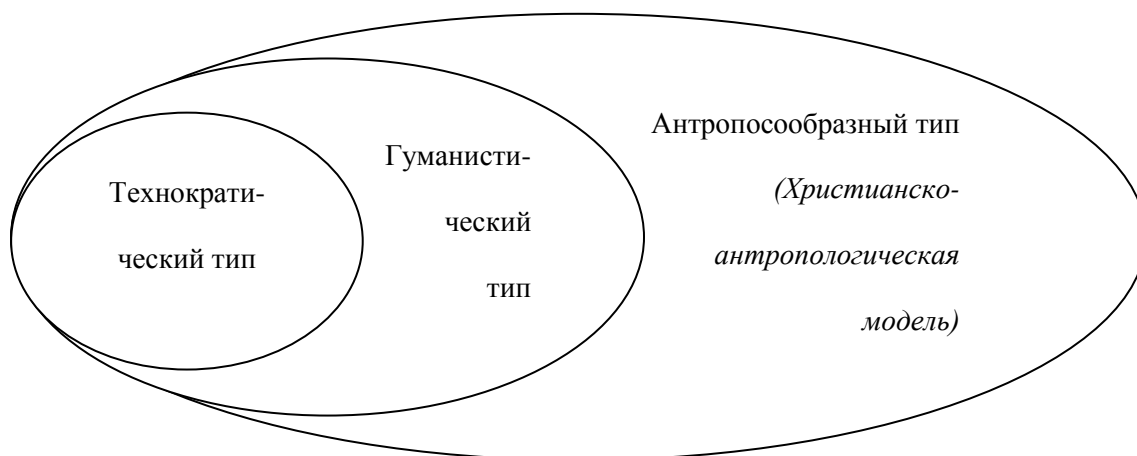 Технократи-
ческий тип
Гуманисти-
ческий
тип
Антропосообразный тип
(Христианско-
антропологическая
модель)